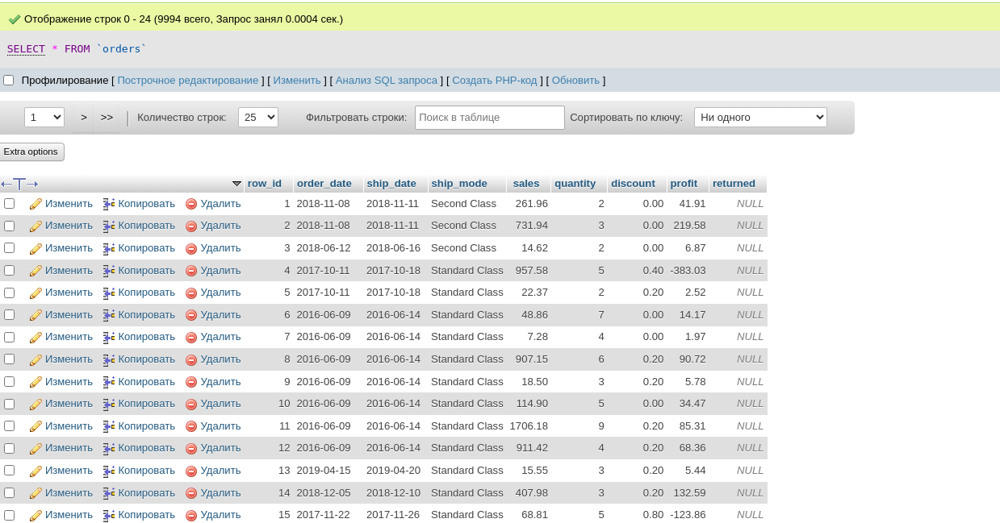 Отображение строк 0 - 24 (9994 всего, Запрос занял 0.0004 сек.)
SELECT * FROM `orders`
Профилирование [ Построчное редактирование ] [ Изменить ] [ Анализ SQL запроса ] [ Создать PHP-код ] [ Обновить ]
1 > >> Количество строк: 25 Фильтровать строки: Поиск в таблице Сортировать по ключу: Ни одного
Extra options
row_id order_date ship_date ship_mode sales quantity discount profit returned
Изменить Копировать Удалить 1 2018-11-08 2018-11-11 Second Class 261.96 2 0.00 41.91 NULL
Изменить Копировать Удалить 2 2018-11-08 2018-11-11 Second Class 731.94 3 0.00 219.58 NULL
Изменить Копировать Удалить 3 2018-06-12 2018-06-16 Second Class 14.62 2 0.00 6.87 NULL
Изменить Копировать Удалить 4 2017-10-11 2017-10-18 Standard Class 957.58 5 0.40 -383.03 NULL
Изменить Копировать Удалить 5 2017-10-11 2017-10-18 Standard Class 22.37 2 0.20 2.52 NULL
Изменить Копировать Удалить 6 2016-06-09 2016-06-14 Standard Class 48.86 7 0.00 14.17 NULL
Изменить Копировать Удалить 7 2016-06-09 2016-06-14 Standard Class 7.28 4 0.00 1.97 NULL
Изменить Копировать Удалить 8 2016-06-09 2016-06-14 Standard Class 907.15 6 0.20 90.72 NULL
Изменить Копировать Удалить 9 2016-06-09 2016-06-14 Standard Class 18.50 3 0.20 5.78 NULL
Изменить Копировать Удалить 10 2016-06-09 2016-06-14 Standard Class 114.90 5 0.00 34.47 NULL
Изменить Копировать Удалить 11 2016-06-09 2016-06-14 Standard Class 1706.18 9 0.20 85.31 NULL
Изменить Копировать Удалить 12 2016-06-09 2016-06-14 Standard Class 911.42 4 0.20 68.36 NULL
Изменить Копировать Удалить 13 2019-04-15 2019-04-20 Standard Class 15.55 3 0.20 5.44 NULL
Изменить Копировать Удалить 14 2018-12-05 2018-12-10 Standard Class 407.98 3 0.20 132.59 NULL
Изменить Копировать Удалить 15 2017-11-22 2017-11-26 Standard Class 68.81 5 0.80 -123.86 NULL